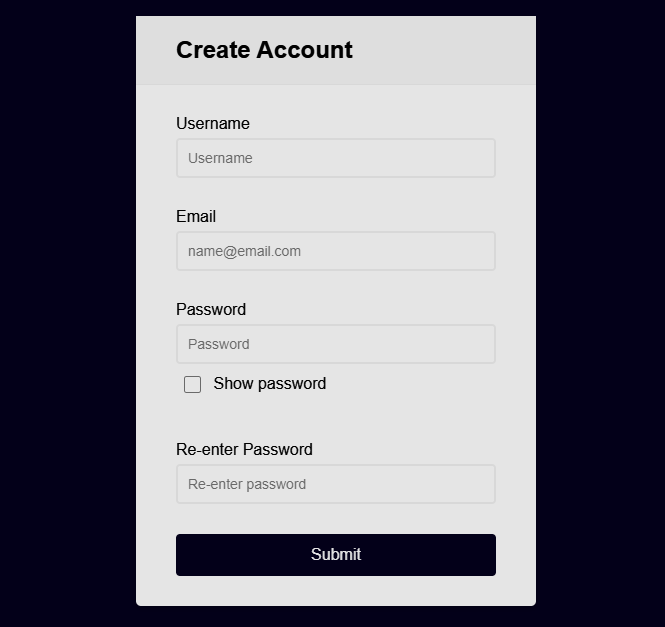 Create Account
Username
Username
Email
name@email.com
Password
Password
Show password
Re-enter Password
Re-enter password
Submit